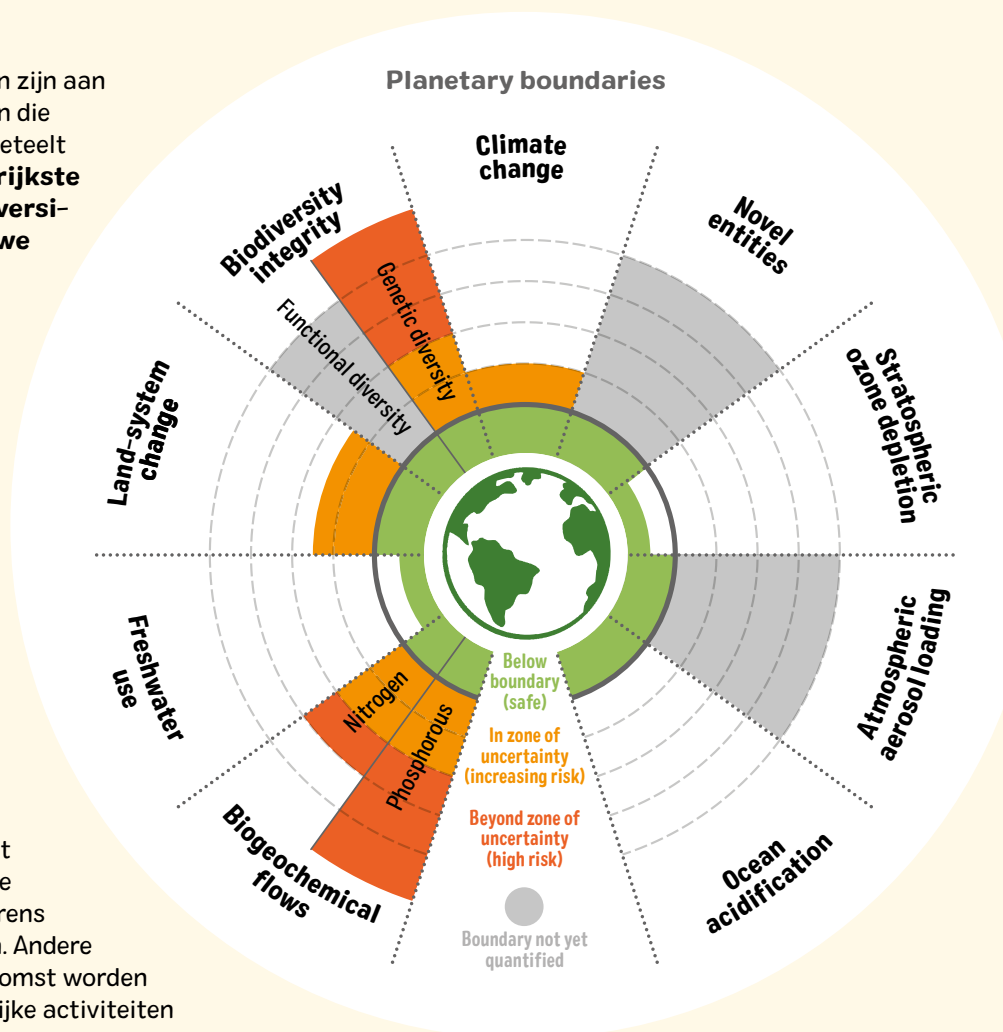 n zijn aan
n die
eteelt
rijkste
versi-
we
Planetary boundaries
Climate
change
Novel
entities
Stratospheric
ozone depletion
Atmospheric
aerosol loading
Ocean
acidification
Biogeochemical
flows
Nitrogen
Phosphorous
Freshwater
use
Land-system
change
Biodiversity
integrity
Functional diversity
Genetic diversity
Below
boundary
(safe)
In zone of
uncertainty
(increasing risk)
Beyond zone of
uncertainty
(high risk)
Boundary not yet
quantified
t
e
rens
. Andere
omst worden
ijke activiteiten